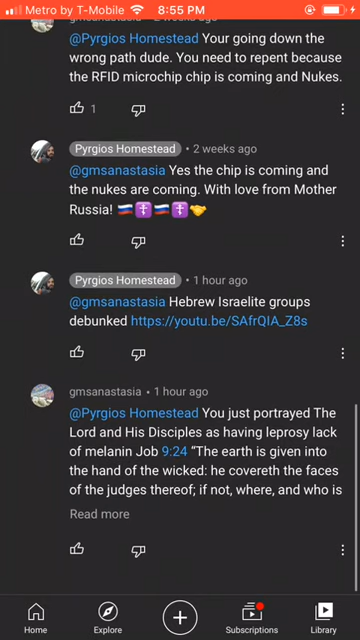 Metro by T-Mobile 8:55 PM
gmsanastasia • 2 weeks ago
@Pyrgios Homestead Your going down the
wrong path dude. You need to repent because
the RFID microchip chip is coming and Nukes.
1
Pyrgios Homestead • 2 weeks ago
@gmsanastasia Yes the chip is coming and
the nukes are coming. With love from Mother
Russia! 🇷🇺☦️🇷🇺☦️🤝
Pyrgios Homestead • 1 hour ago
@gmsanastasia Hebrew Israelite groups
debunked https://youtu.be/SAfrQIA_Z8s
gmsanastasia • 1 hour ago
@Pyrgios Homestead You just portrayed The
Lord and His Disciples as having leprosy lack
of melanin Job 9:24 “The earth is given into
the hand of the wicked: he covereth the faces
of the judges thereof; if not, where, and who is
Read more
Home Explore Subscriptions Library